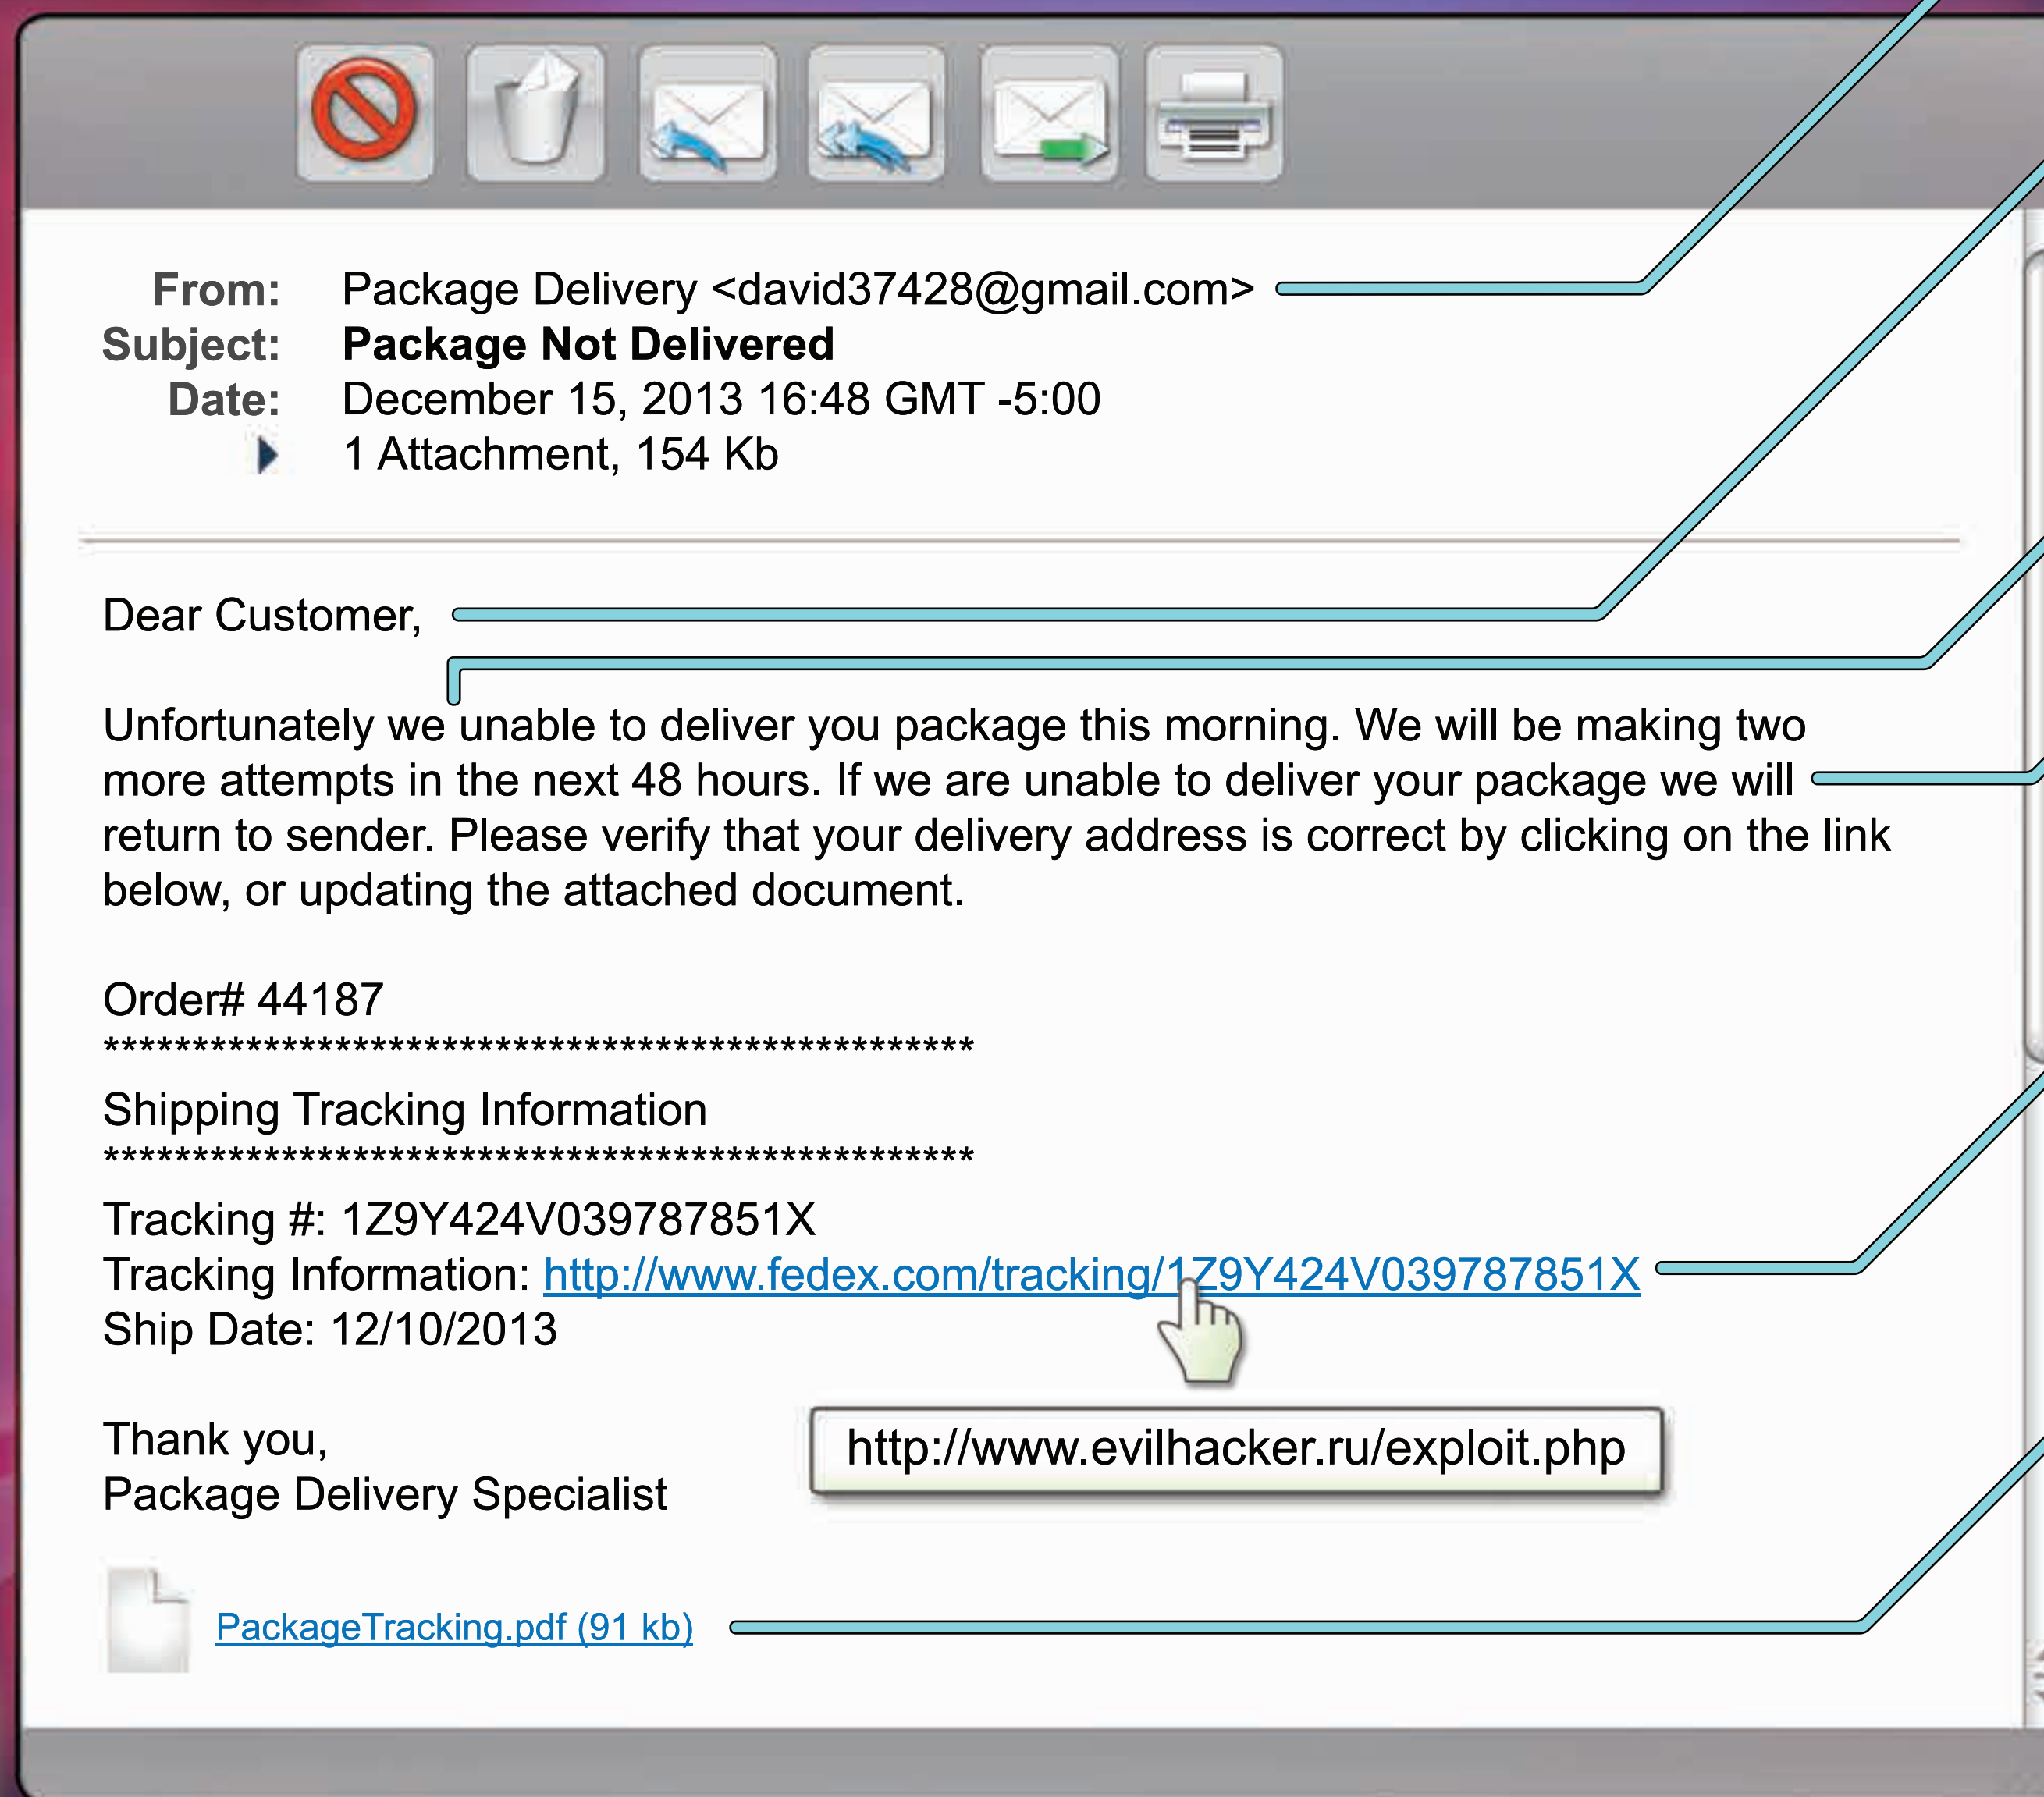 From: Package Delivery <david37428@gmail.com>
Subject: Package Not Delivered
Date: December 15, 2013 16:48 GMT -5:00
1 Attachment, 154 Kb
Dear Customer,
Unfortunately we unable to deliver you package this morning. We will be making two
more attempts in the next 48 hours. If we are unable to deliver your package we will
return to sender. Please verify that your delivery address is correct by clicking on the link
below, or updating the attached document.
Order# 44187
*************************************************
Shipping Tracking Information
*************************************************
Tracking #: 1Z9Y424V039787851X
Tracking Information: http://www.fedex.com/tracking/1Z9Y424V039787851X
Ship Date: 12/10/2013
http://www.evilhacker.ru/exploit.php
Thank you,
Package Delivery Specialist
PackageTracking.pdf (91 kb)